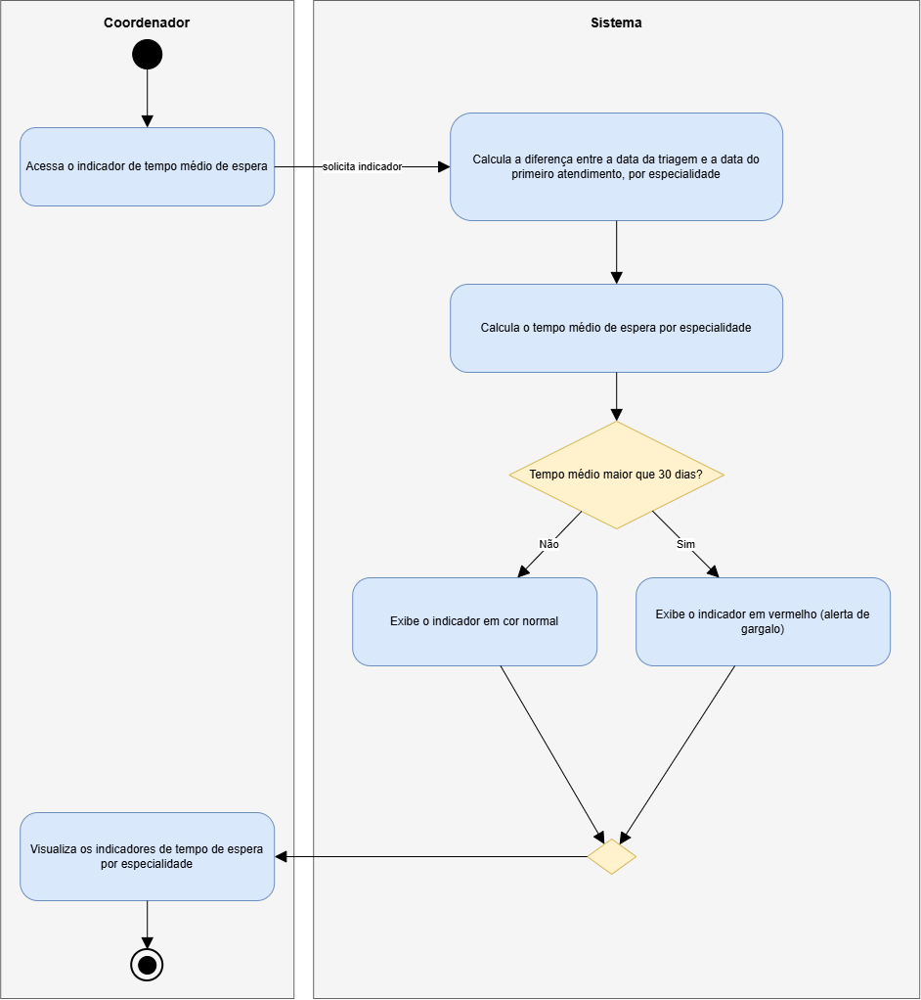 Coordenador
Sistema
Acessa o indicador de tempo médio de espera
solicita indicador
Calcula a diferença entre a data da triagem e a data do
primeiro atendimento, por especialidade
Calcula o tempo médio de espera por especialidade
Tempo médio maior que 30 dias?
Não
Sim
Exibe o indicador em cor normal
Exibe o indicador em vermelho (alerta de
gargalo)
Visualiza os indicadores de tempo de espera
por especialidade